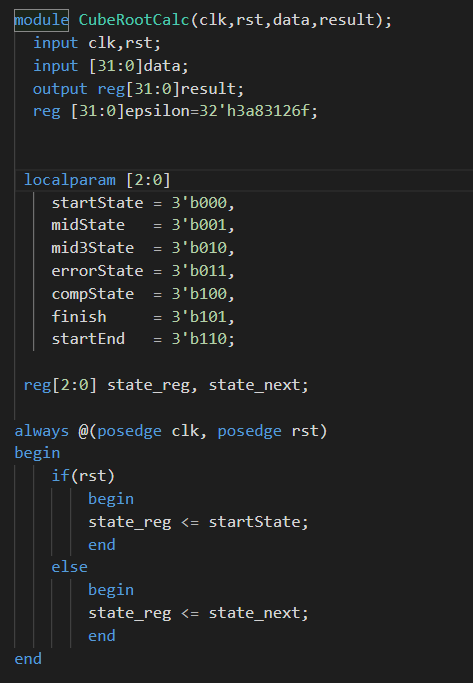 module CubeRootCalc(clk,rst,data,result);
input clk,rst;
input [31:0]data;
output reg[31:0]result;
reg [31:0]epsilon=32'h3a83126f;
localparam [2:0]
startState = 3'b000,
midState = 3'b001,
mid3State = 3'b010,
errorState = 3'b011,
compState = 3'b100,
finish = 3'b101,
startEnd = 3'b110;
reg[2:0] state_reg, state_next;
always @(posedge clk, posedge rst)
begin
if(rst)
begin
state_reg <= startState;
end
else
begin
state_reg <= state_next;
end
end